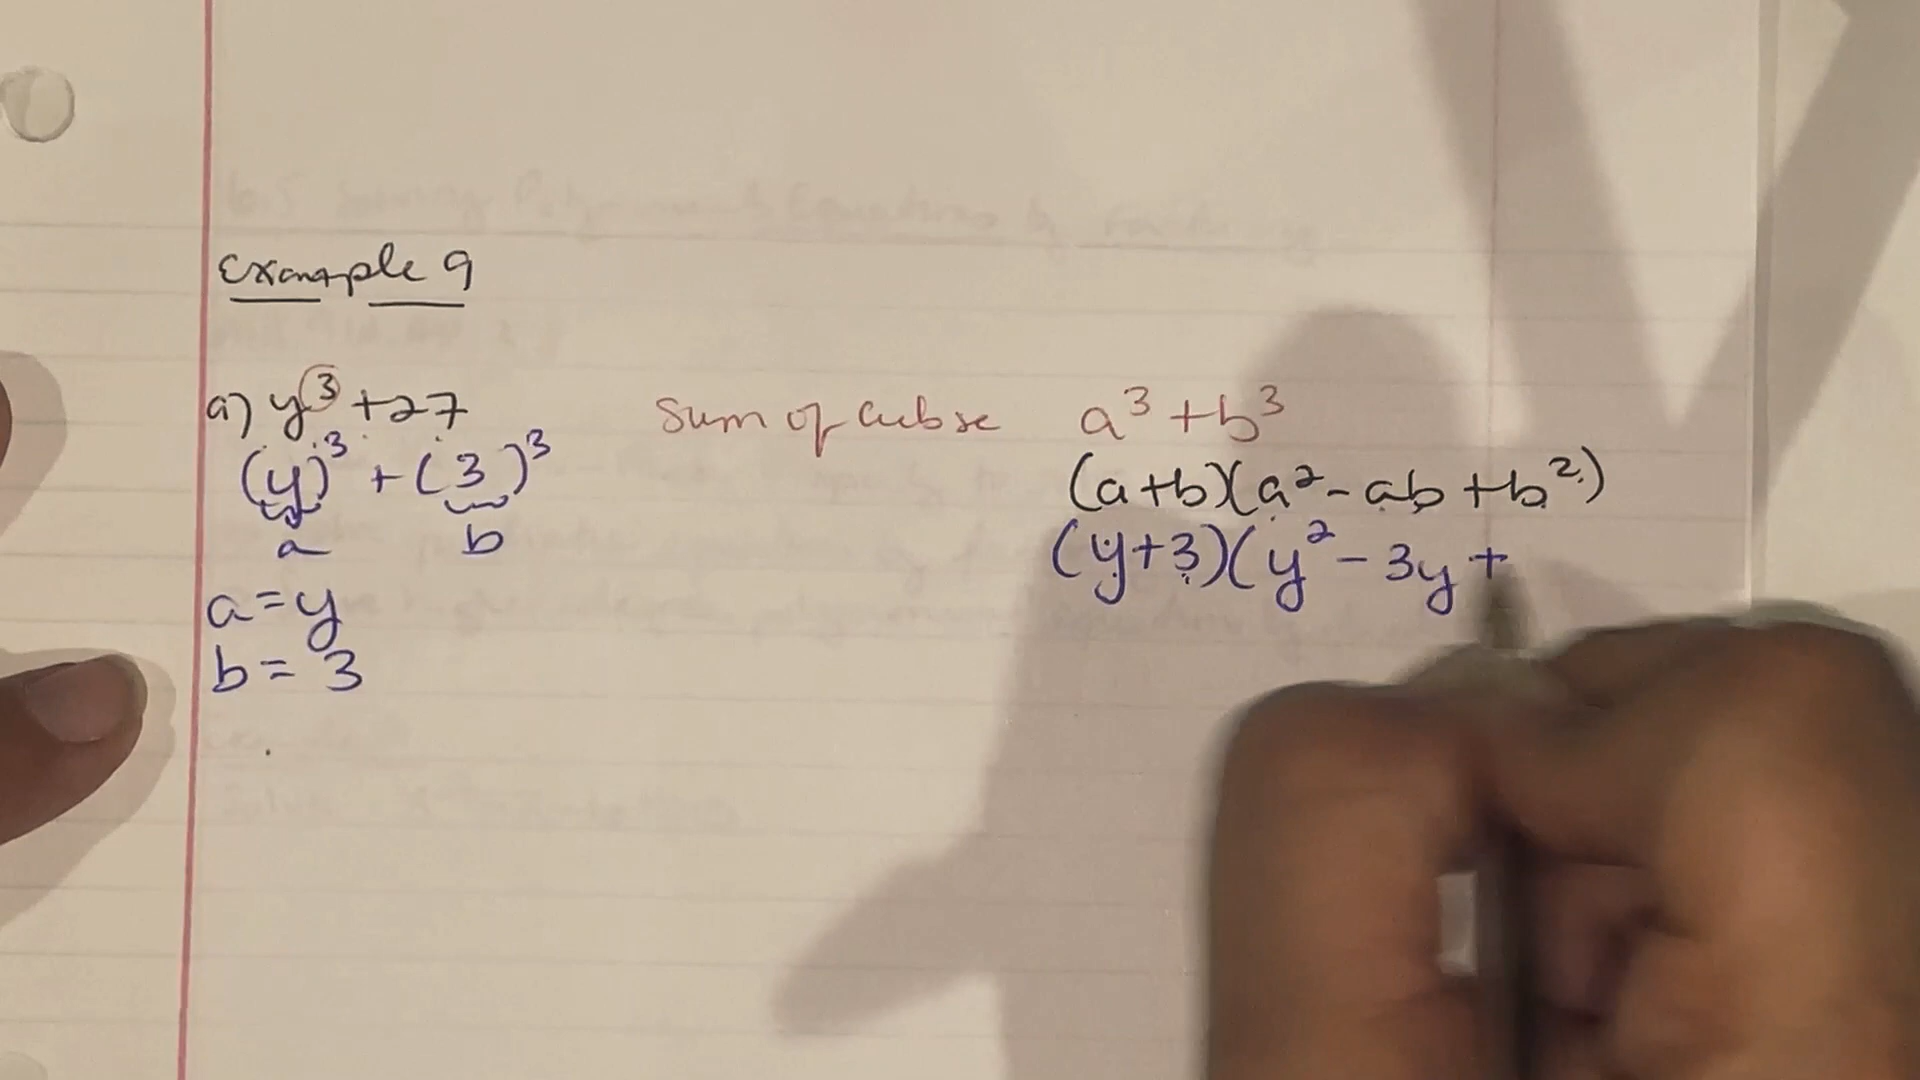 Example 9
a) y³ + 27
(y)³ + (3)³
a b
a = y
b = 3
Sum of cubse a³ + b³
(a + b)(a² - ab + b²)
(y + 3)(y² - 3y +